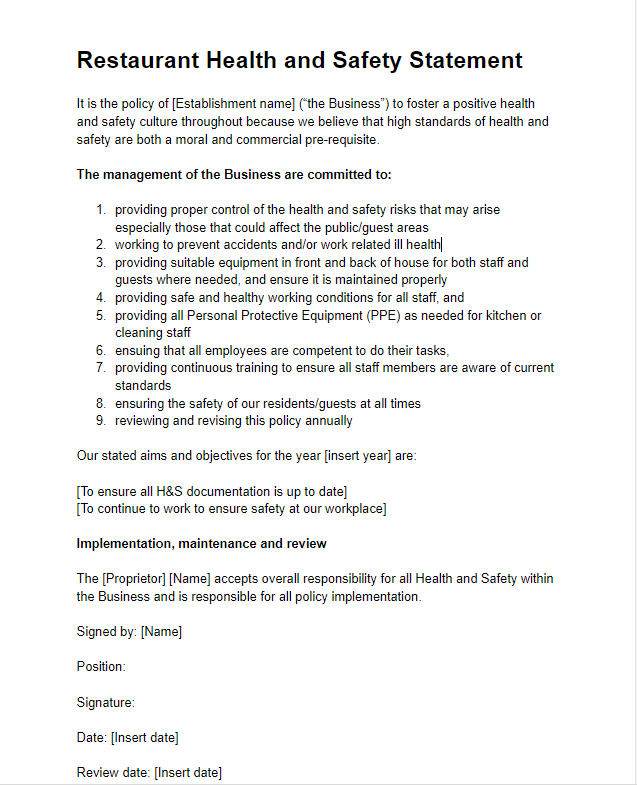 Restaurant Health and Safety Statement
It is the policy of [Establishment name] (“the Business”) to foster a positive health
and safety culture throughout because we believe that high standards of health and
safety are both a moral and commercial pre-requisite.
The management of the Business are committed to:
1. providing proper control of the health and safety risks that may arise
especially those that could affect the public/guest areas
2. working to prevent accidents and/or work related ill health
3. providing suitable equipment in front and back of house for both staff and
guests where needed, and ensure it is maintained properly
4. providing safe and healthy working conditions for all staff, and
5. providing all Personal Protective Equipment (PPE) as needed for kitchen or
cleaning staff
6. ensuing that all employees are competent to do their tasks,
7. providing continuous training to ensure all staff members are aware of current
standards
8. ensuring the safety of our residents/guests at all times
9. reviewing and revising this policy annually
Our stated aims and objectives for the year [insert year] are:
[To ensure all H&S documentation is up to date]
[To continue to work to ensure safety at our workplace]
Implementation, maintenance and review
The [Proprietor] [Name] accepts overall responsibility for all Health and Safety within
the Business and is responsible for all policy implementation.
Signed by: [Name]
Position:
Signature:
Date: [Insert date]
Review date: [Insert date]